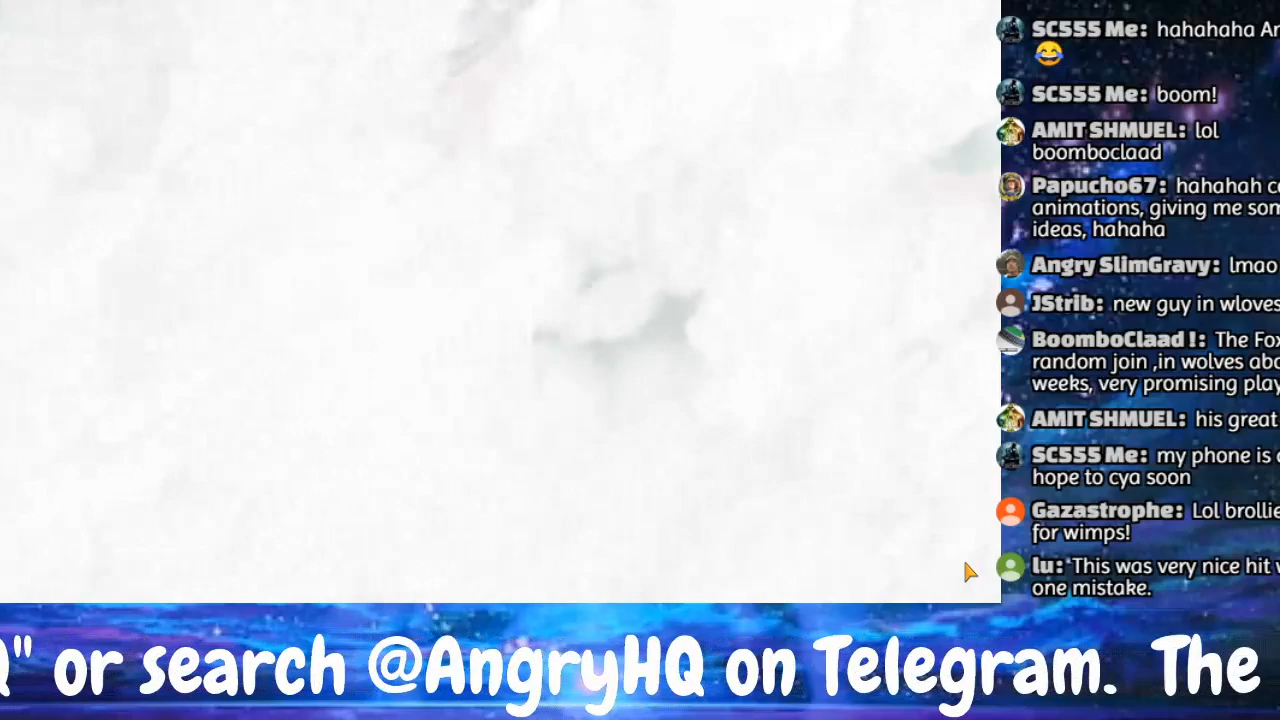 SC555 Me: hahahaha
😂
SC555 Me: boom!
AMIT SHMUEL: lol
boomboclaad
Papucho67: hahahah
animations, giving me
ideas, hahaha
Angry SlimGravy: lmao
JStrib: new guy in wloves
BoomboClaad !: The
random join ,in wolves
weeks, very promising
AMIT SHMUEL: his great
SC555 Me: my phone is
hope to cya soon
Gazastrophe: Lol
for wimps!
lu: This was very nice hit
one mistake.
" or search @AngryHQ on Telegram. The